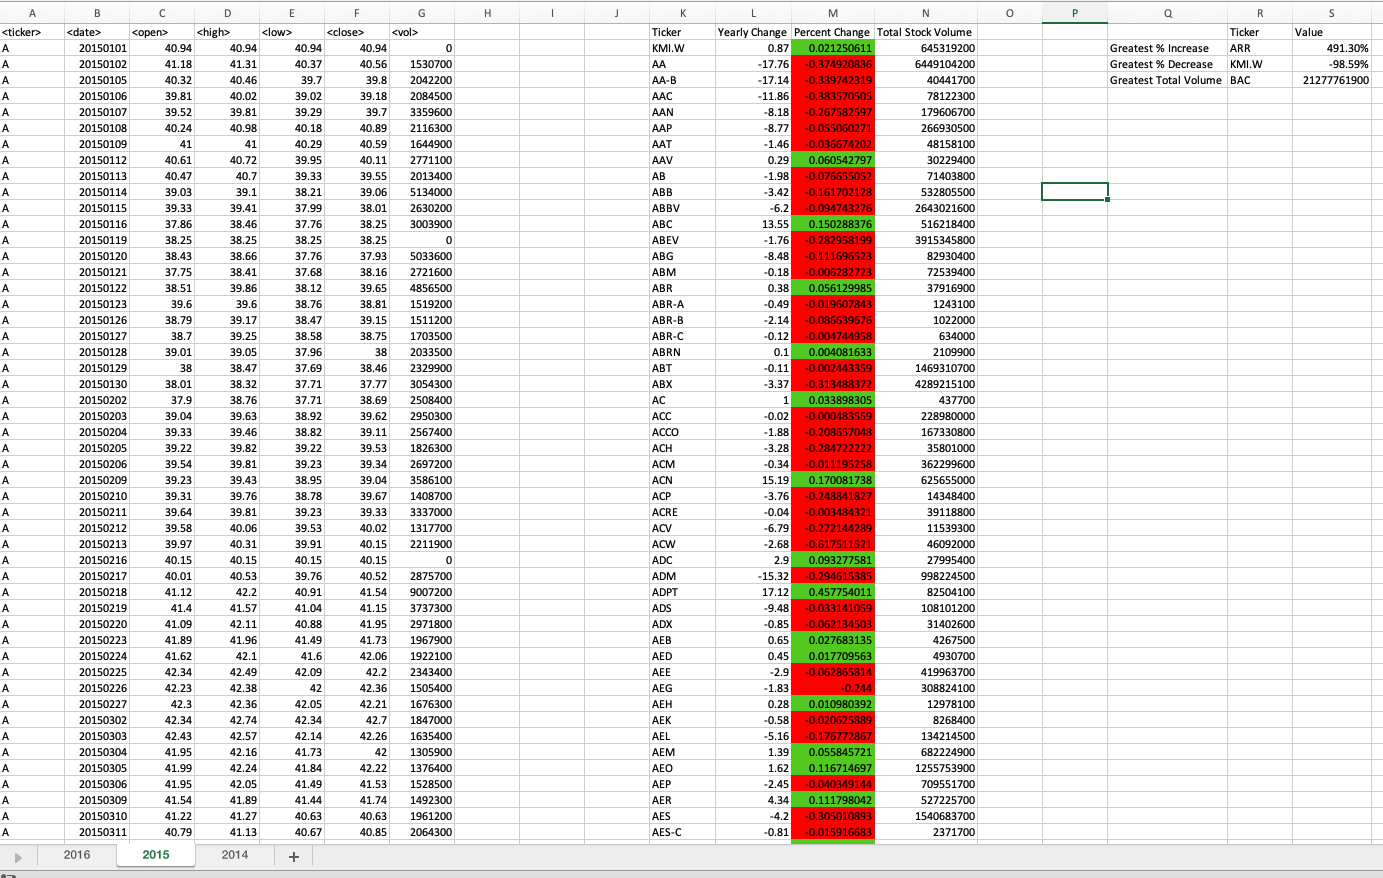 A B C D E F G H I J K L M N O P Q R S
<ticker> <date> <open> <high> <low> <close> <vol> Ticker Yearly Change Percent Change Total Stock Volume Ticker Value
A 20150101 40.94 40.94 40.94 40.94 0 KMI.W 0.87 0.021250611 645319200 Greatest % Increase ARR 491.30%
A 20150102 41.18 41.31 40.37 40.56 1530700 AA -17.76 -0.374920836 6449104200 Greatest % Decrease KMI.W -98.59%
A 20150105 40.32 40.46 39.7 39.8 2042200 AA-B -17.14 -0.339742319 40441700 Greatest Total Volume BAC 21277761900
A 20150106 39.81 40.02 39.02 39.18 2084500 AAC -11.86 -0.383570505 78122300
A 20150107 39.52 39.81 39.29 39.7 3359600 AAN -8.18 -0.267582597 179606700
A 20150108 40.24 40.98 40.18 40.89 2116300 AAP -8.77 -0.055060271 266930500
A 20150109 41 41 40.29 40.59 1644900 AAT -1.46 -0.036674202 48158100
A 20150112 40.61 40.72 39.95 40.11 2771100 AAV 0.29 0.060542797 30229400
A 20150113 40.47 40.7 39.33 39.55 2013400 AB -1.98 -0.076655052 71403800
A 20150114 39.03 39.1 38.21 39.06 5134000 ABB -3.42 -0.161702128 532805500
A 20150115 39.33 39.41 37.99 38.01 2630200 ABBV -6.2 -0.094743276 2643021600
A 20150116 37.86 38.46 37.76 38.25 3003900 ABC 13.55 0.150288376 516218400
A 20150119 38.25 38.25 38.25 38.25 0 ABEV -1.76 -0.282958199 3915345800
A 20150120 38.43 38.66 37.76 37.93 5033600 ABG -8.48 -0.111696523 82930400
A 20150121 37.75 38.41 37.68 38.16 2721600 ABM -0.18 -0.006282723 72539400
A 20150122 38.51 39.86 38.12 39.65 4856500 ABR 0.38 0.056129985 37916900
A 20150123 39.6 39.6 38.76 38.81 1519200 ABR-A -0.49 -0.019607843 1243100
A 20150126 38.79 39.17 38.47 39.15 1511200 ABR-B -2.14 -0.086639676 1022000
A 20150127 38.7 39.25 38.58 38.75 1703500 ABR-C -0.12 -0.004744958 634000
A 20150128 39.01 39.05 37.96 38 2033500 ABRN 0.1 0.004081633 2109900
A 20150129 38 38.47 37.69 38.46 2329900 ABT -0.11 -0.002443359 1469310700
A 20150130 38.01 38.32 37.71 37.77 3054300 ABX -3.37 -0.313488372 4289215100
A 20150202 37.9 38.76 37.71 38.69 2508400 AC 1 0.033898305 437700
A 20150203 39.04 39.63 38.92 39.62 2950300 ACC -0.02 -0.000483559 228980000
A 20150204 39.33 39.46 38.82 39.11 2567400 ACCO -1.88 -0.208657048 167330800
A 20150205 39.22 39.82 39.22 39.53 1826300 ACH -3.28 -0.284722222 35801000
A 20150206 39.54 39.81 39.23 39.34 2697200 ACM -0.34 -0.011195258 362299600
A 20150209 39.23 39.43 38.95 39.04 3586100 ACN 15.19 0.170081738 625655000
A 20150210 39.31 39.76 38.78 39.67 1408700 ACP -3.76 -0.248841827 14348400
A 20150211 39.64 39.81 39.23 39.33 3337000 ACRE -0.04 -0.003484321 39118800
A 20150212 39.58 40.06 39.53 40.02 1317700 ACV -6.79 -0.272144289 11539300
A 20150213 39.97 40.31 39.91 40.15 2211900 ACW -2.68 -0.617511521 46092000
A 20150216 40.15 40.15 40.15 40.15 0 ADC 2.9 0.093277581 27995400
A 20150217 40.01 40.53 39.76 40.52 2875700 ADM -15.32 -0.294615385 998224500
A 20150218 41.12 42.2 40.91 41.54 9007200 ADPT 17.12 0.457754011 82504100
A 20150219 41.4 41.57 41.04 41.15 3737300 ADS -9.48 -0.033141059 108101200
A 20150220 41.09 42.11 40.88 41.95 2971800 ADX -0.85 -0.062134503 31402600
A 20150223 41.89 41.96 41.49 41.73 1967900 AEB 0.65 0.027683135 4267500
A 20150224 41.62 42.1 41.6 42.06 1922100 AED 0.45 0.017709563 4930700
A 20150225 42.34 42.49 42.09 42.2 2343400 AEE -2.9 -0.062865814 419963700
A 20150226 42.23 42.38 42 42.36 1505400 AEG -1.83 -0.244 308824100
A 20150227 42.3 42.36 42.05 42.21 1676300 AEH 0.28 0.010980392 12978100
A 20150302 42.34 42.74 42.34 42.7 1847000 AEK -0.58 -0.020625889 8268400
A 20150303 42.43 42.57 42.14 42.26 1635400 AEL -5.16 -0.176772867 134214500
A 20150304 41.95 42.16 41.73 42 1305900 AEM 1.39 0.055845721 682224900
A 20150305 41.99 42.24 41.84 42.22 1376400 AEO 1.62 0.116714697 1255753900
A 20150306 41.95 42.05 41.49 41.53 1528500 AEP -2.45 -0.040349144 709551700
A 20150309 41.54 41.89 41.44 41.74 1492300 AER 4.34 0.111798042 527225700
A 20150310 41.22 41.27 40.63 40.63 1961200 AES -4.2 -0.305010893 1540683700
A 20150311 40.79 41.13 40.67 40.85 2064300 AES-C -0.81 -0.015916683 2371700
2016 2015 2014 +